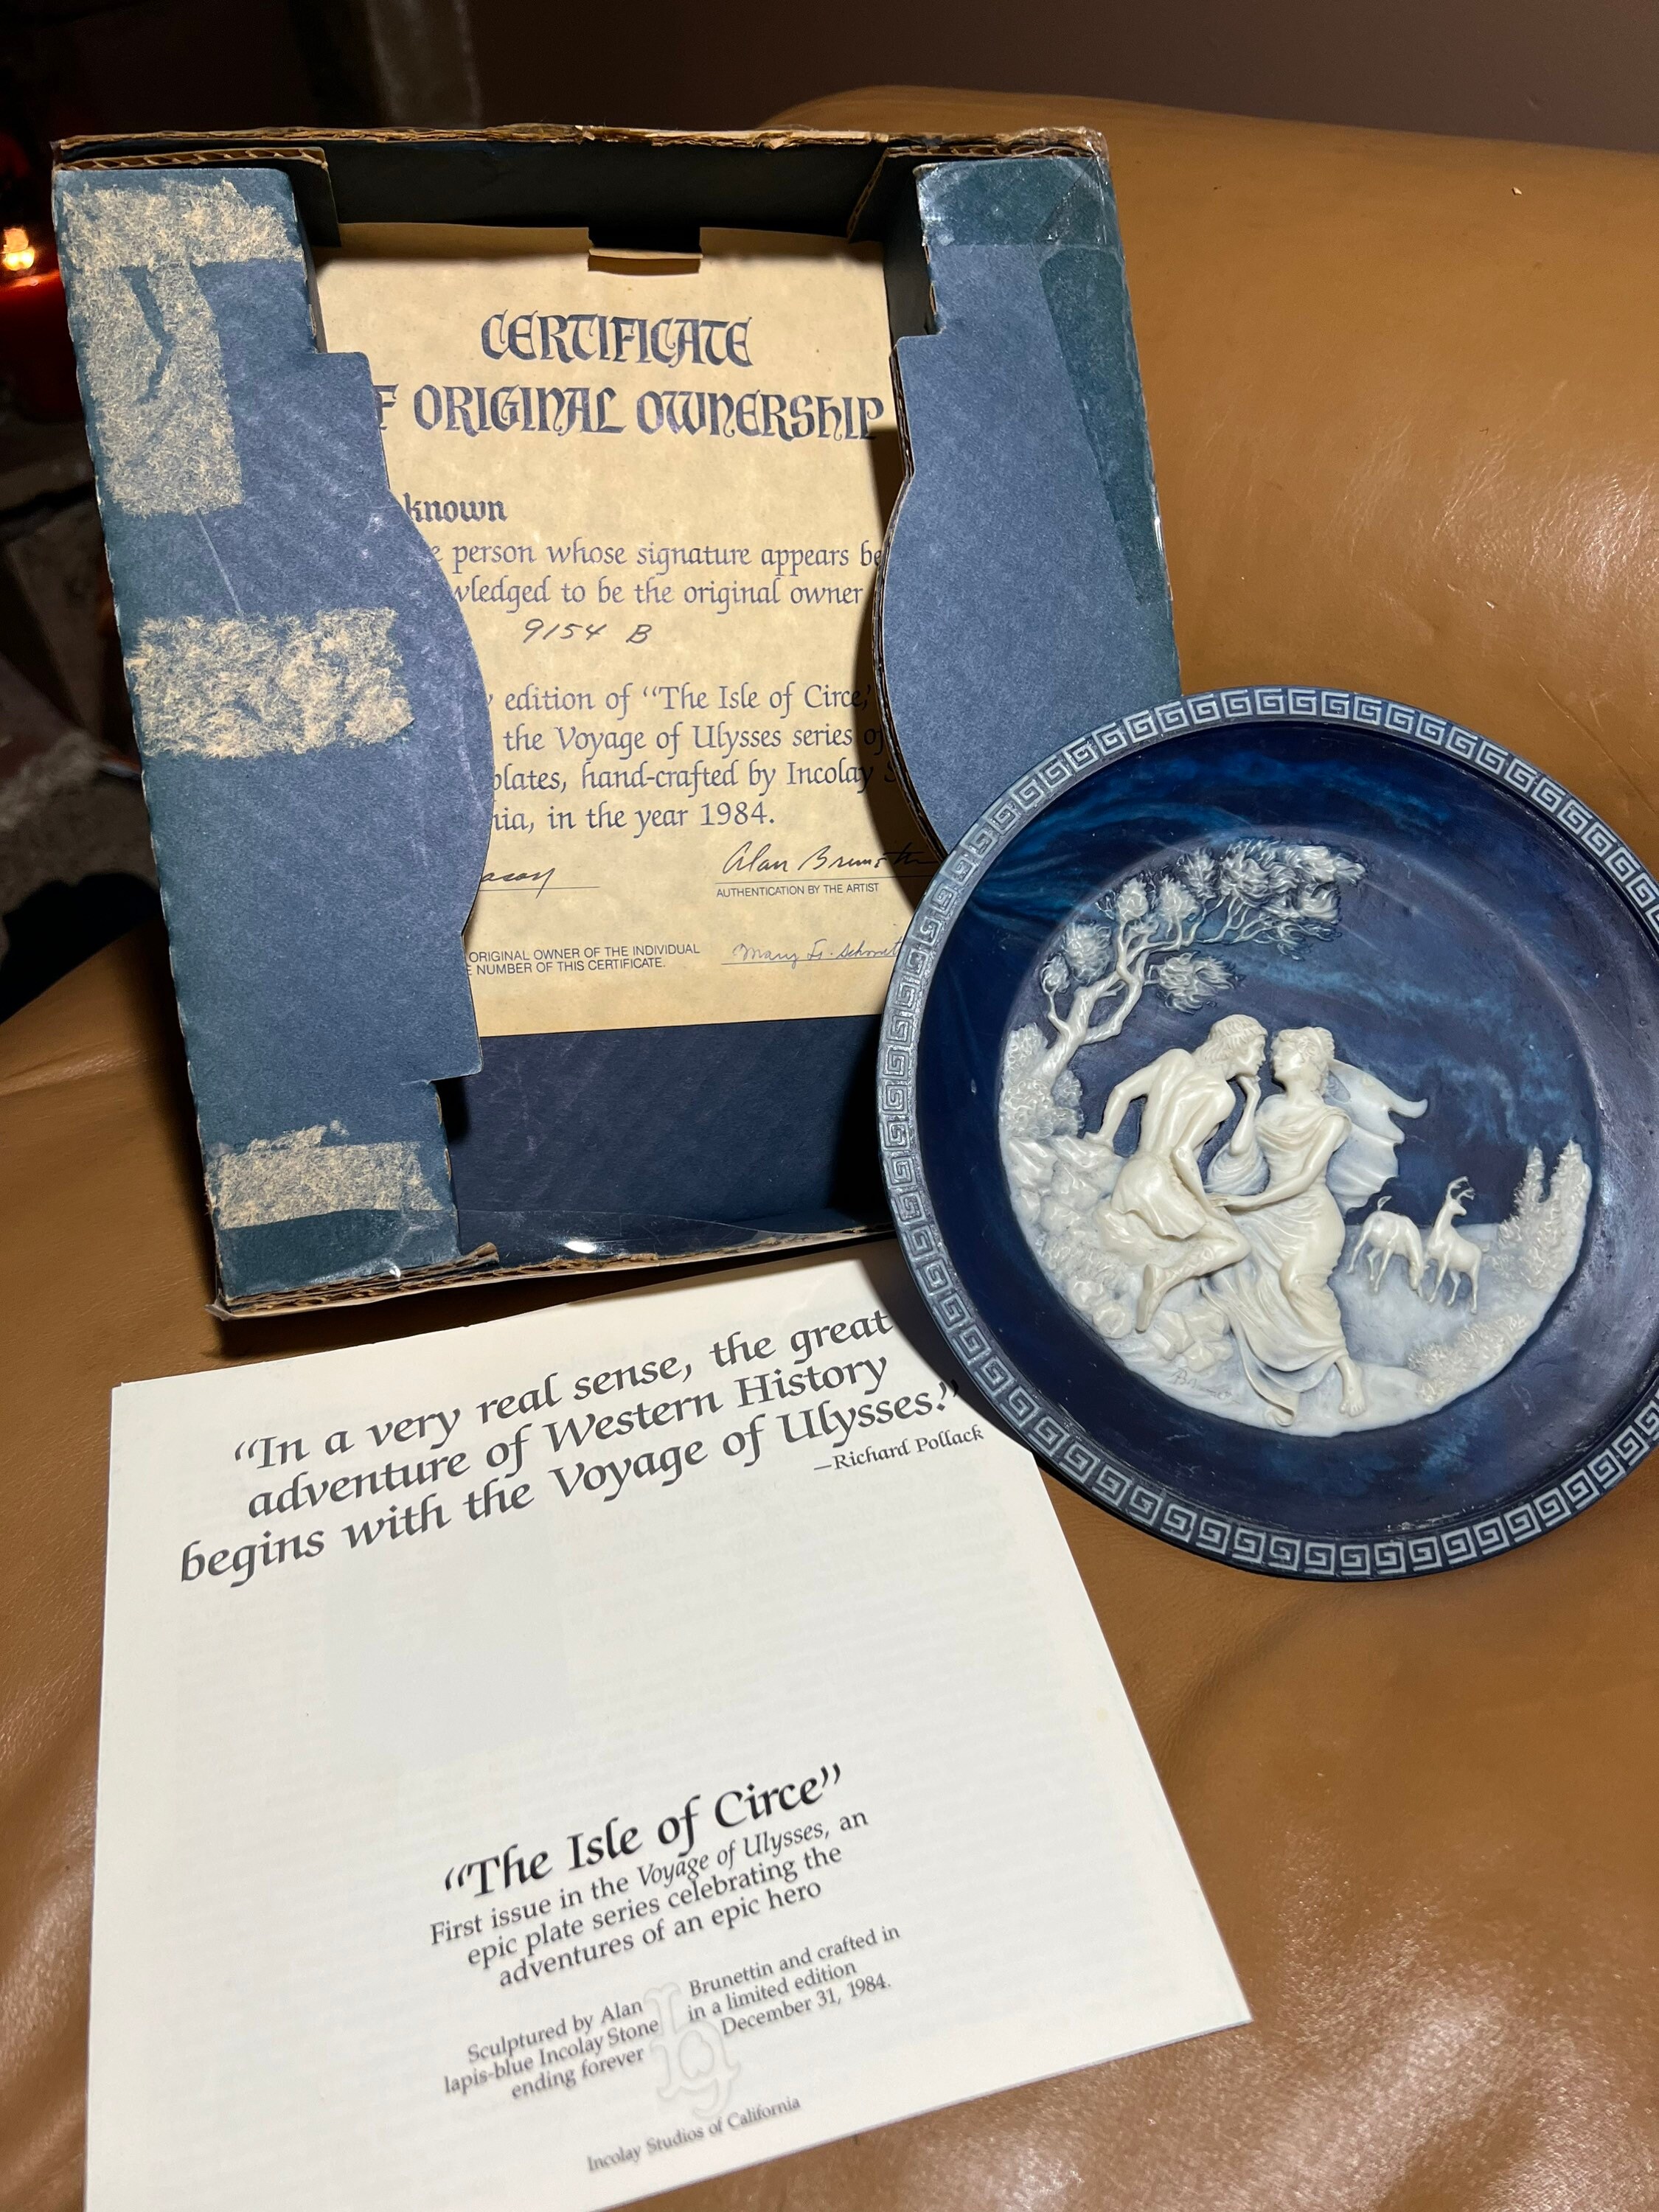 CERTIFICATE
F ORIGINAL OWNERSHIP
known
e person whose signature appears be
wledged to be the original owner
9154 B
edition of “The Isle of Circe,”
the Voyage of Ulysses series of
plates, hand-crafted by Incolay S
nia, in the year 1984.
ason Alan Brunettin
AUTHENTICATION BY THE ARTIST
ORIGINAL OWNER OF THE INDIVIDUAL
NUMBER OF THIS CERTIFICATE.
Mary L. Schmit
“In a very real sense, the great
adventure of Western History
begins with the Voyage of Ulysses.”
—Richard Pollack
“The Isle of Circe”
First issue in the Voyage of Ulysses, an
epic plate series celebrating the
adventures of an epic hero
Sculptured by Alan Brunettin and crafted in
lapis-blue Incolay Stone in a limited edition
ending forever December 31, 1984.
Incolay Studios of California